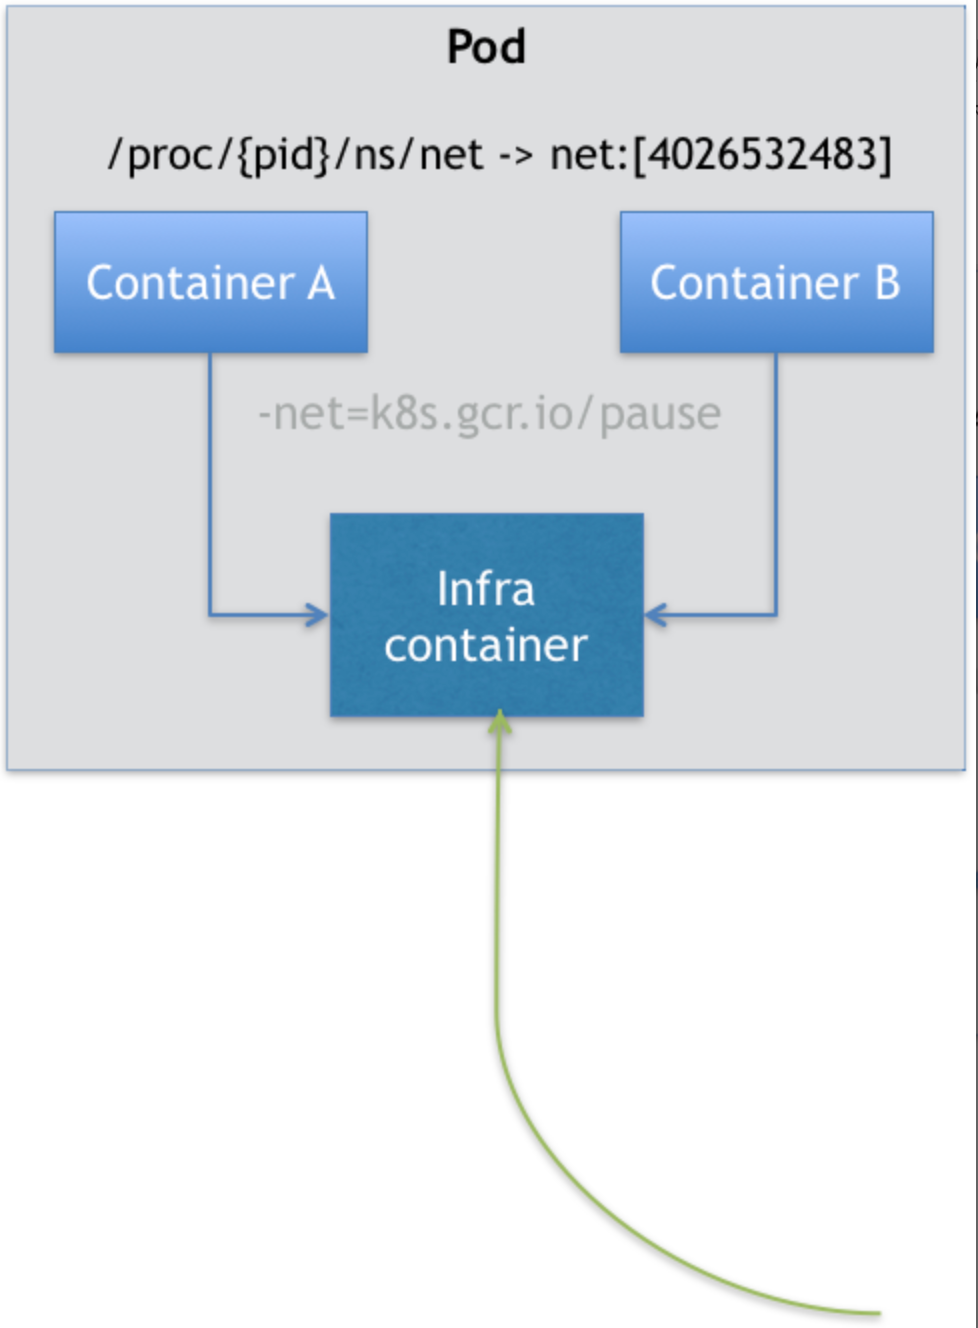 Pod
/proc/{pid}/ns/net -> net:[4026532483]
Container A
Container B
-net=k8s.gcr.io/pause
Infra
container